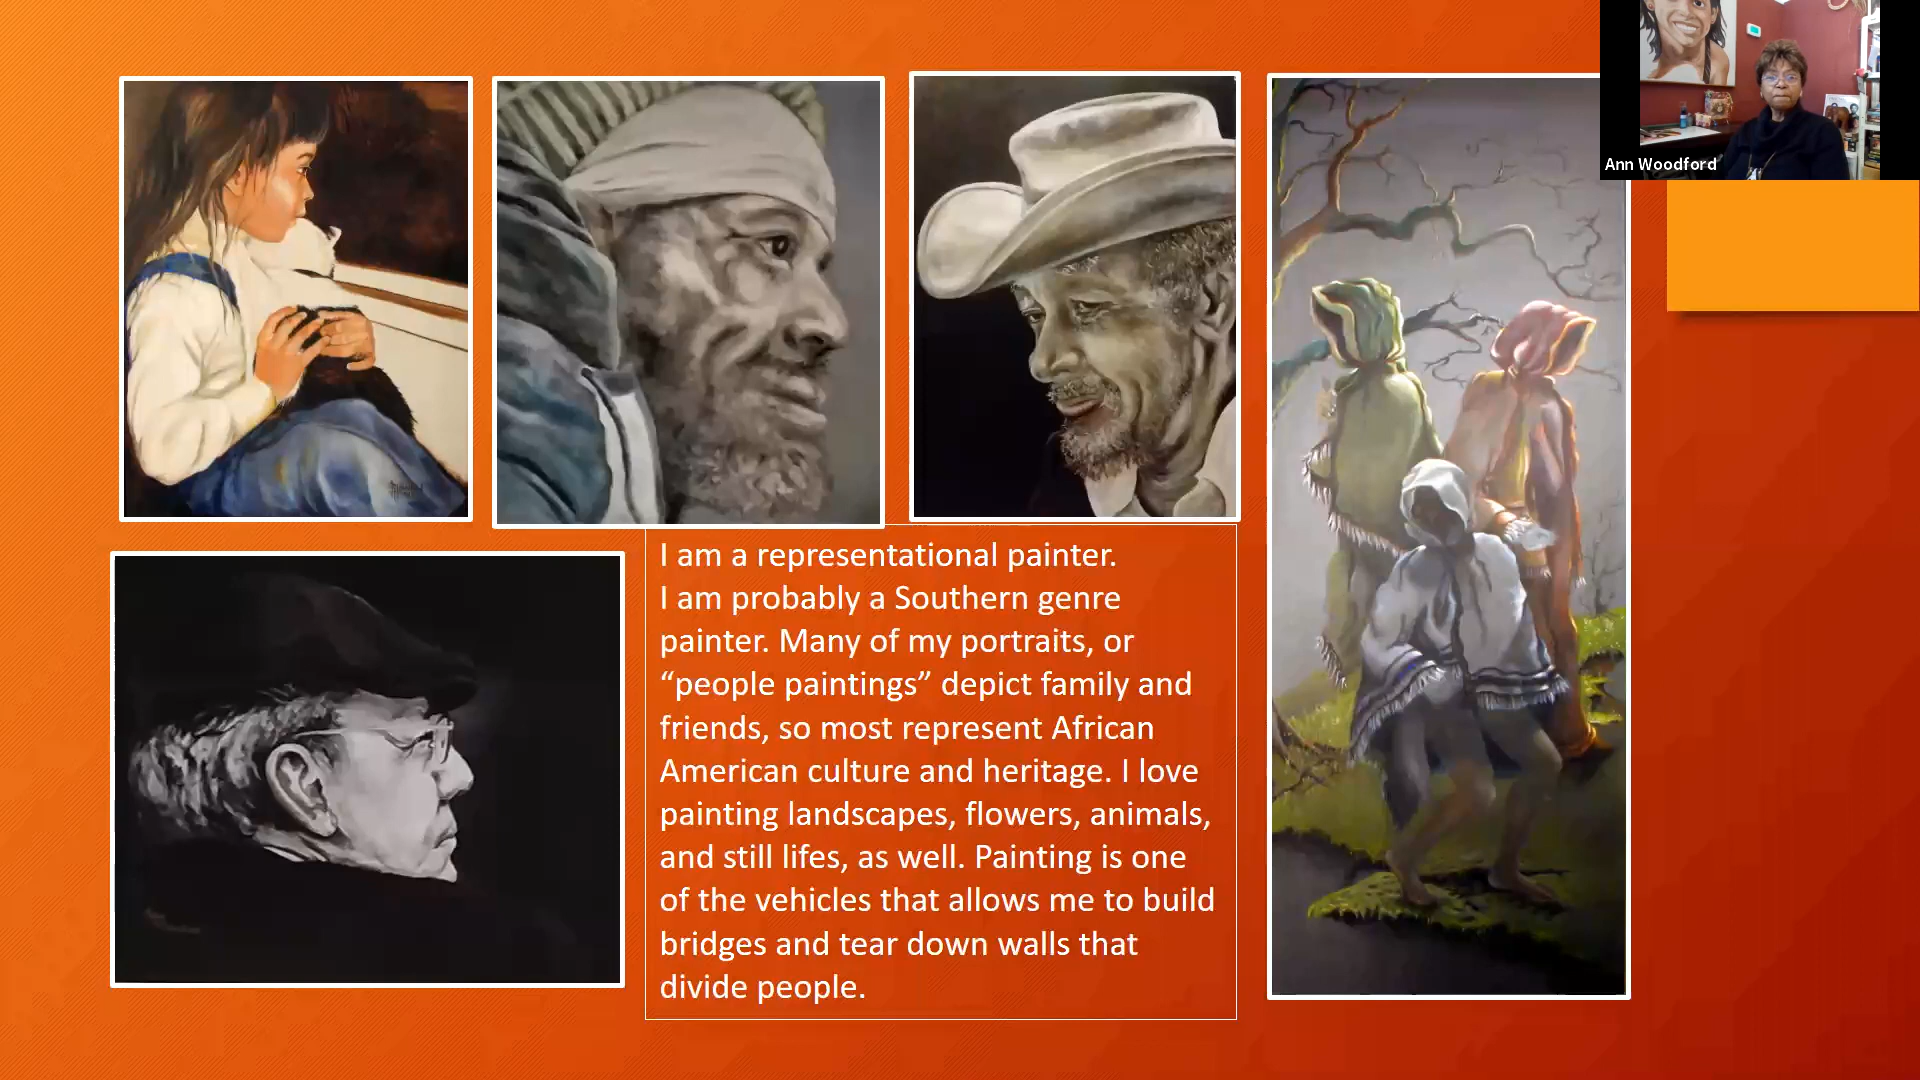 Ann Woodford
I am a representational painter.
I am probably a Southern genre
painter. Many of my portraits, or
“people paintings” depict family and
friends, so most represent African
American culture and heritage. I love
painting landscapes, flowers, animals,
and still lifes, as well. Painting is one
of the vehicles that allows me to build
bridges and tear down walls that
divide people.